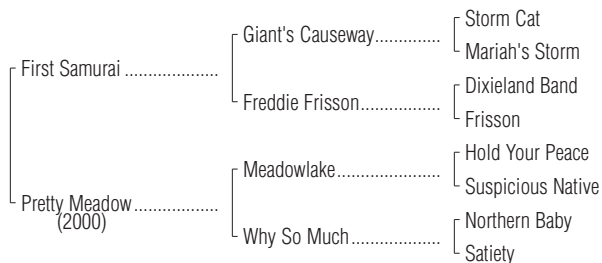 Storm Cat
Giant's Causeway
Mariah's Storm
First Samurai
Dixieland Band
Freddie Frisson
Frisson
Hold Your Peace
Meadowlake
Suspicious Native
Pretty Meadow
(2000)
Northern Baby
Why So Much
Satiety